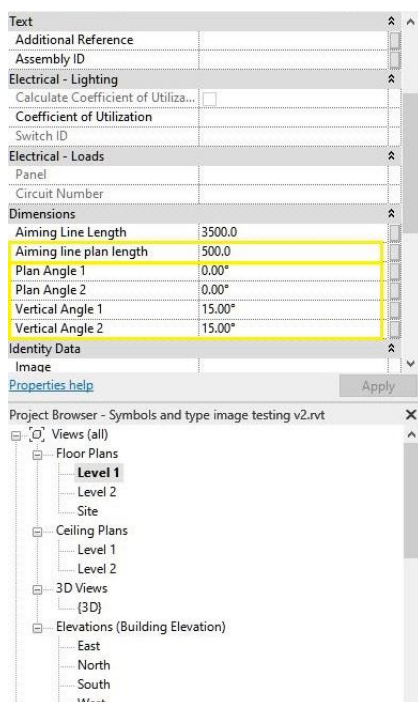 Text
Additional Reference
Assembly ID
Electrical - Lighting
Calculate Coefficient of Utiliza...
Coefficient of Utilization
Switch ID
Electrical - Loads
Panel
Circuit Number
Dimensions
Aiming Line Length 3500.0
Aiming line plan length 500.0
Plan Angle 1 0.00°
Plan Angle 2 0.00°
Vertical Angle 1 15.00°
Vertical Angle 2 15.00°
Identity Data
Image
Properties help Apply
Project Browser - Symbols and type image testing v2.rvt
Views (all)
Floor Plans
Level 1
Level 2
Site
Ceiling Plans
Level 1
Level 2
3D Views
{3D}
Elevations (Building Elevation)
East
North
South
West